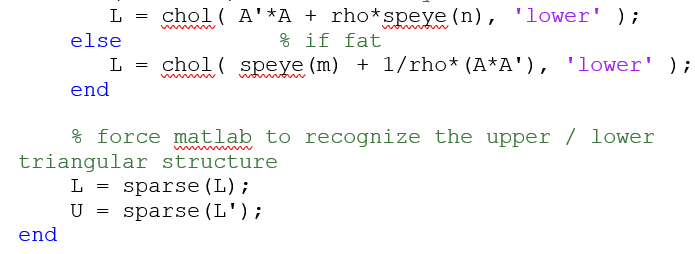 L = chol( A'*A + rho*speye(n), 'lower' );
else % if fat
L = chol( speye(m) + 1/rho*(A*A'), 'lower' );
end
% force matlab to recognize the upper / lower
triangular structure
L = sparse(L);
U = sparse(L');
end